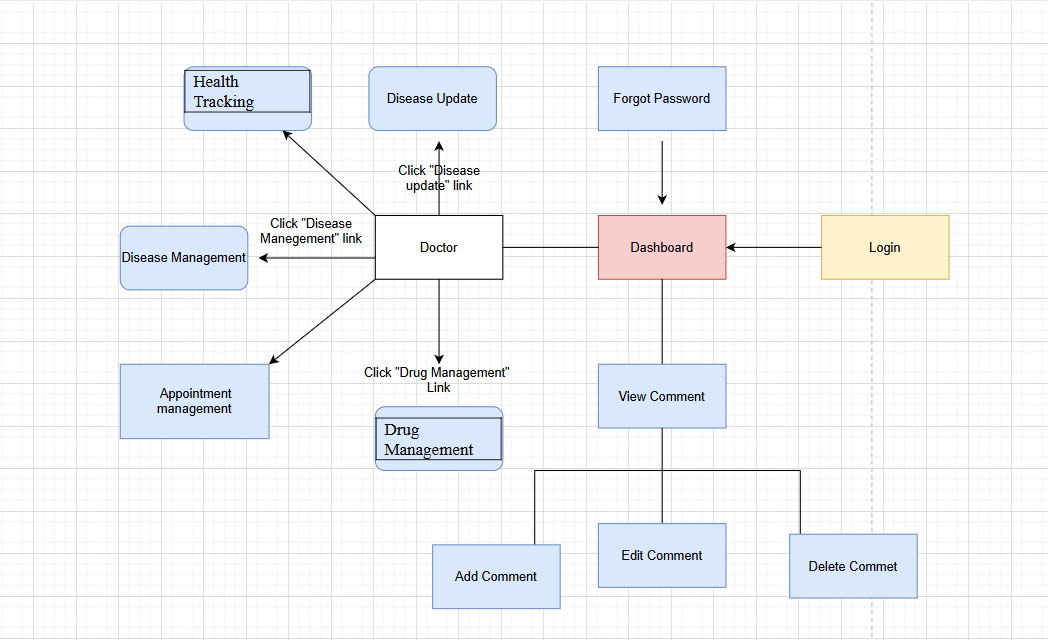 Health
Tracking
Disease Update
Forgot Password
Click "Disease
update" link
Click "Disease
Manegement" link
Doctor
Dashboard
Login
Disease Management
Click "Drug Management"
Link
Appointment
management
View Comment
Drug
Management
Add Comment
Edit Comment
Delete Commet